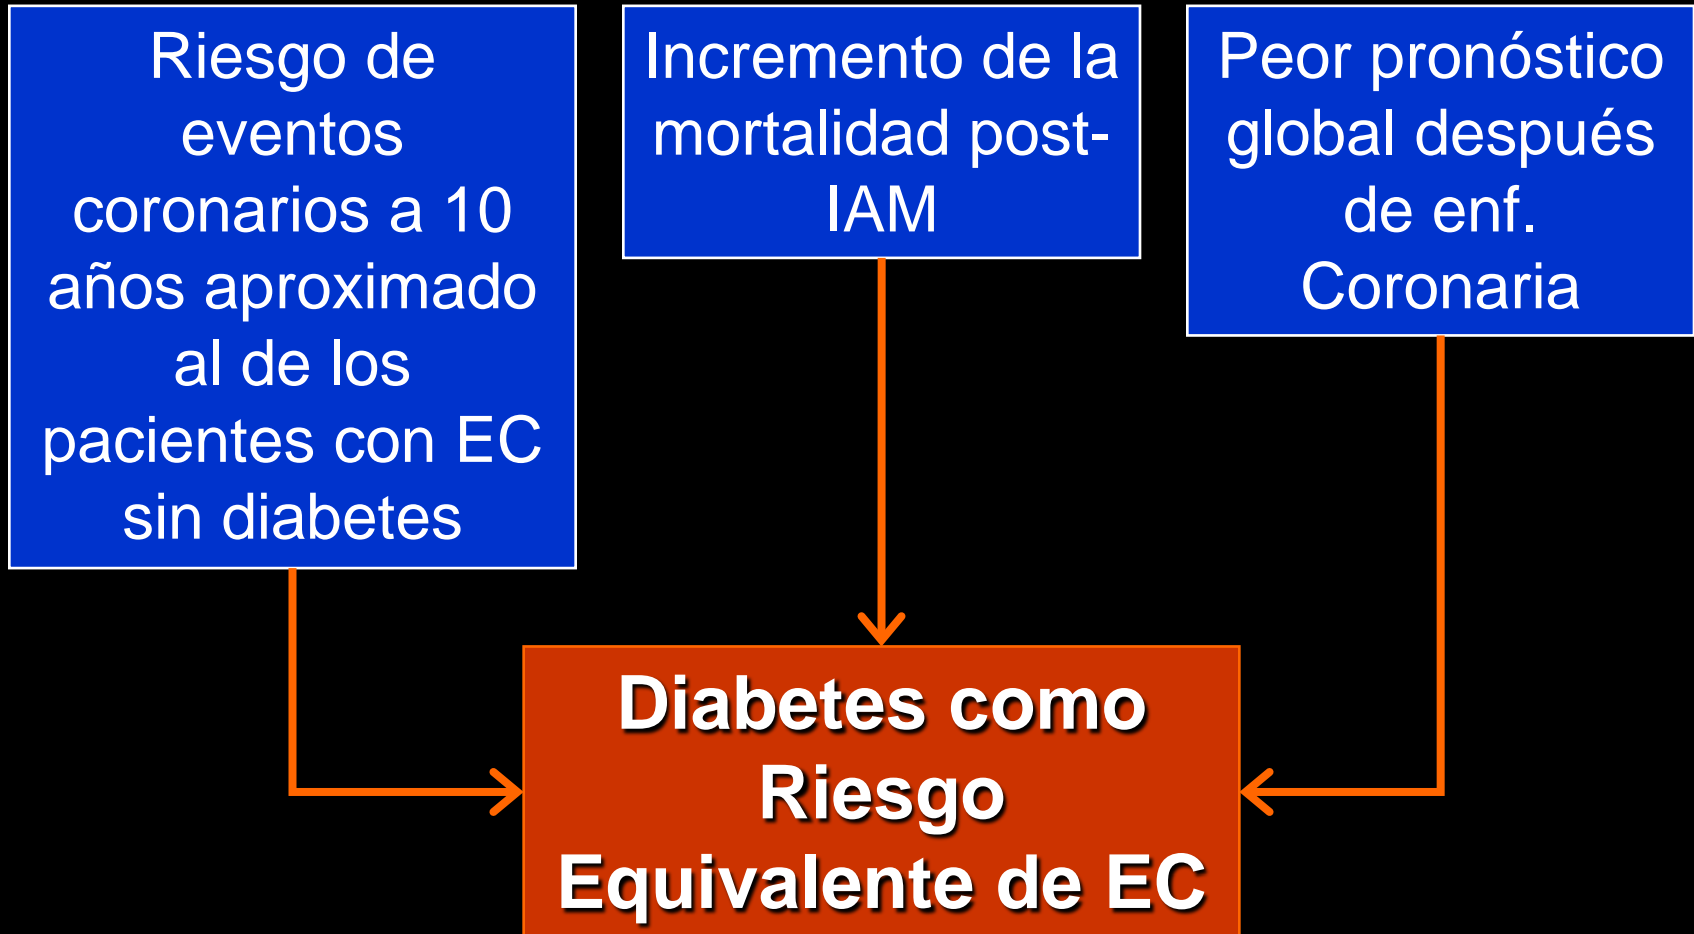 Riesgo de
eventos
coronarios a 10
años aproximado
al de los
pacientes con EC
sin diabetes
Incremento de la
mortalidad post-
IAM
Peor pronóstico
global después
de enf.
Coronaria
Diabetes como
Riesgo
Equivalente de EC